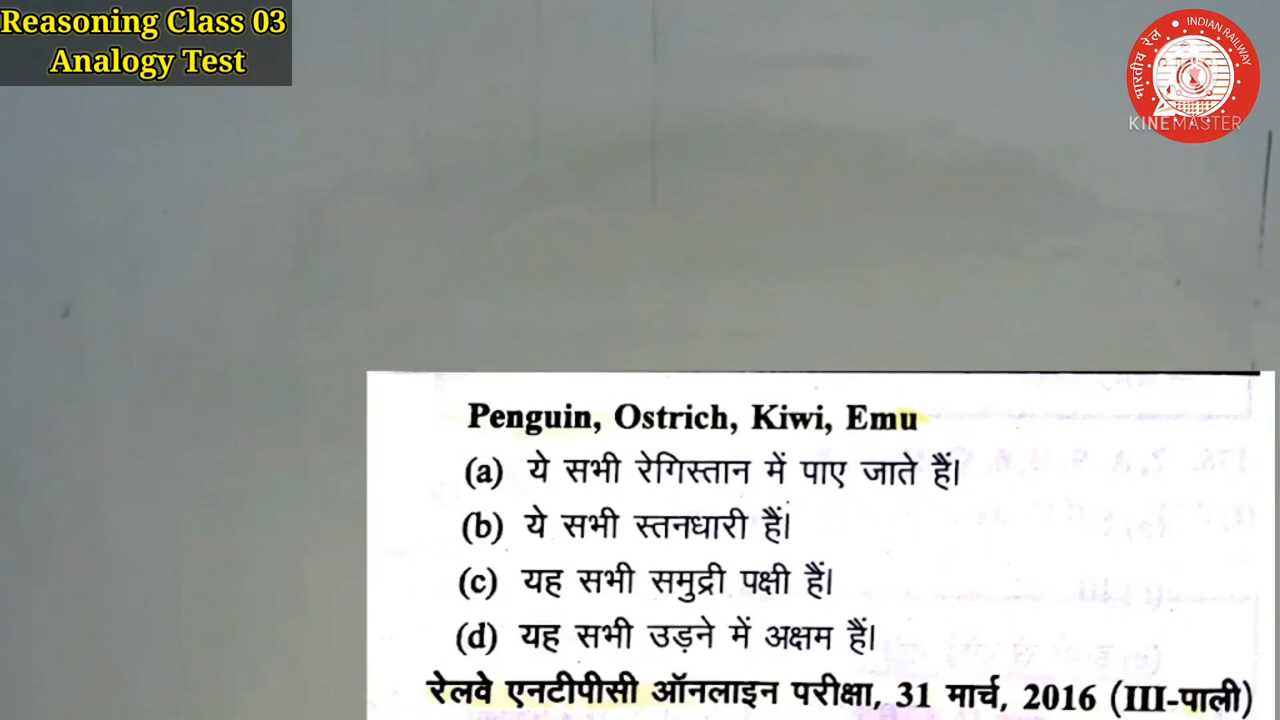 Reasoning Class 03
Analogy Test
भारतीय रेल
INDIAN RAILWAY
KINEMASTER
Penguin, Ostrich, Kiwi, Emu
(a) ये सभी रेगिस्तान में पाए जाते हैं।
(b) ये सभी स्तनधारी हैं।
(c) यह सभी समुद्री पक्षी हैं।
(d) यह सभी उड़ने में अक्षम हैं।
रेलवे एनटीपीसी ऑनलाइन परीक्षा, 31 मार्च, 2016 (III-पाली)